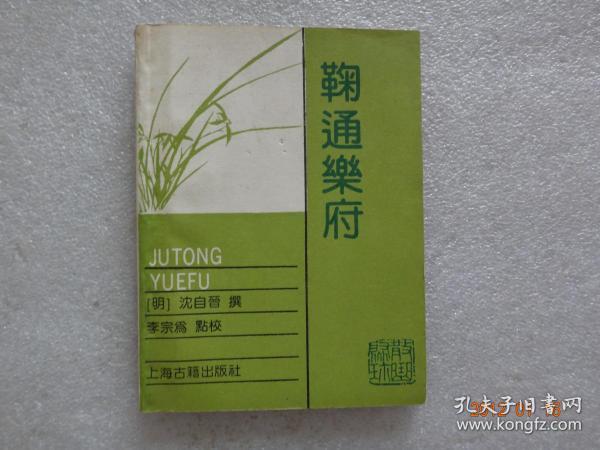 鞠通樂府
JUTONG
YUEFU
[明] 沈自晉 撰
李宗為 點校
上海古籍出版社
孔夫子旧书网
www.kongfz.com